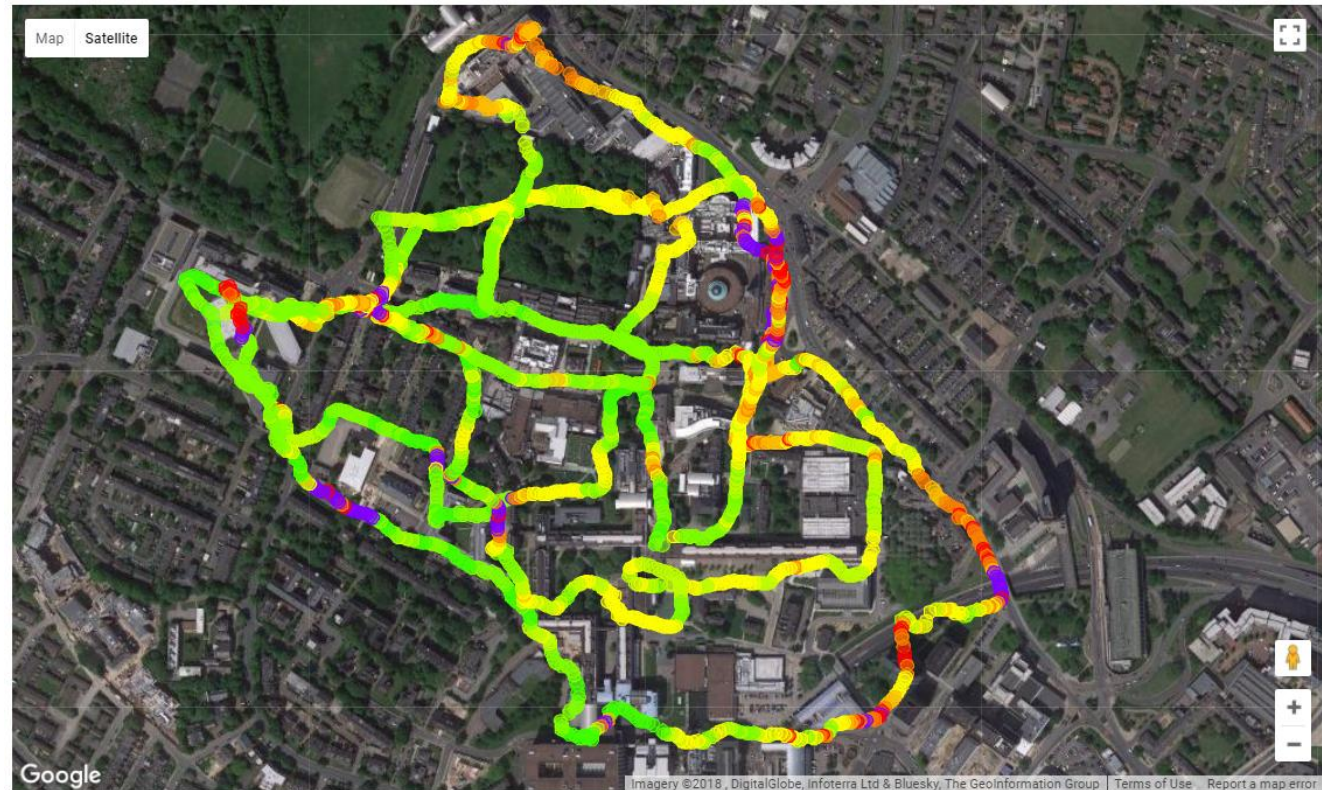 Map Satellite
Google
Imagery ©2018 , DigitalGlobe, Infoterra Ltd & Bluesky, The GeoInformation Group Terms of Use Report a map error